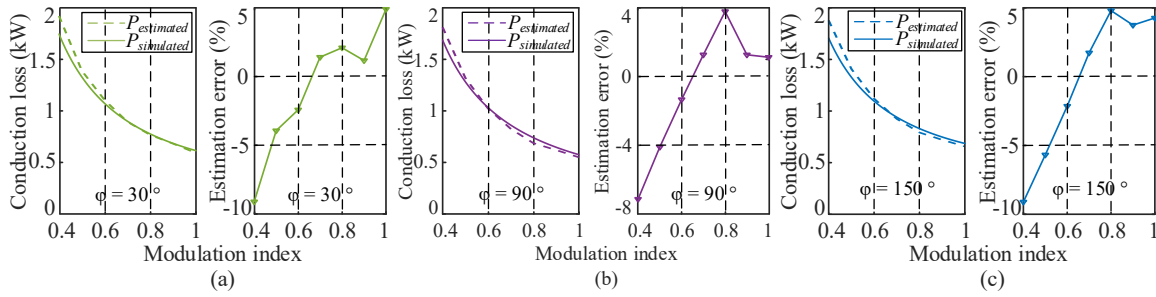 Conduction loss (kW)
2
1.5
1
0.5
0
P_estimated
P_simulated
φ = 30 °
0.4 0.6 0.8 1
Estimation error (%)
5
0
-5
-10
φ = 30 °
0.4 0.6 0.8 1
Modulation index
(a)
Conduction loss (kW)
2
1.5
1
0.5
0
P_estimated
P_simulated
φ = 90 °
0.4 0.6 0.8 1
Estimation error (%)
4
0
-4
-8
φ = 90 °
0.4 0.6 0.8 1
Modulation index
(b)
Conduction loss (kW)
2
1.5
1
0.5
0
P_estimated
P_simulated
φ = 150 °
0.4 0.6 0.8 1
Estimation error (%)
5
0
-5
-10
φ = 150 °
0.4 0.6 0.8 1
Modulation index
(c)